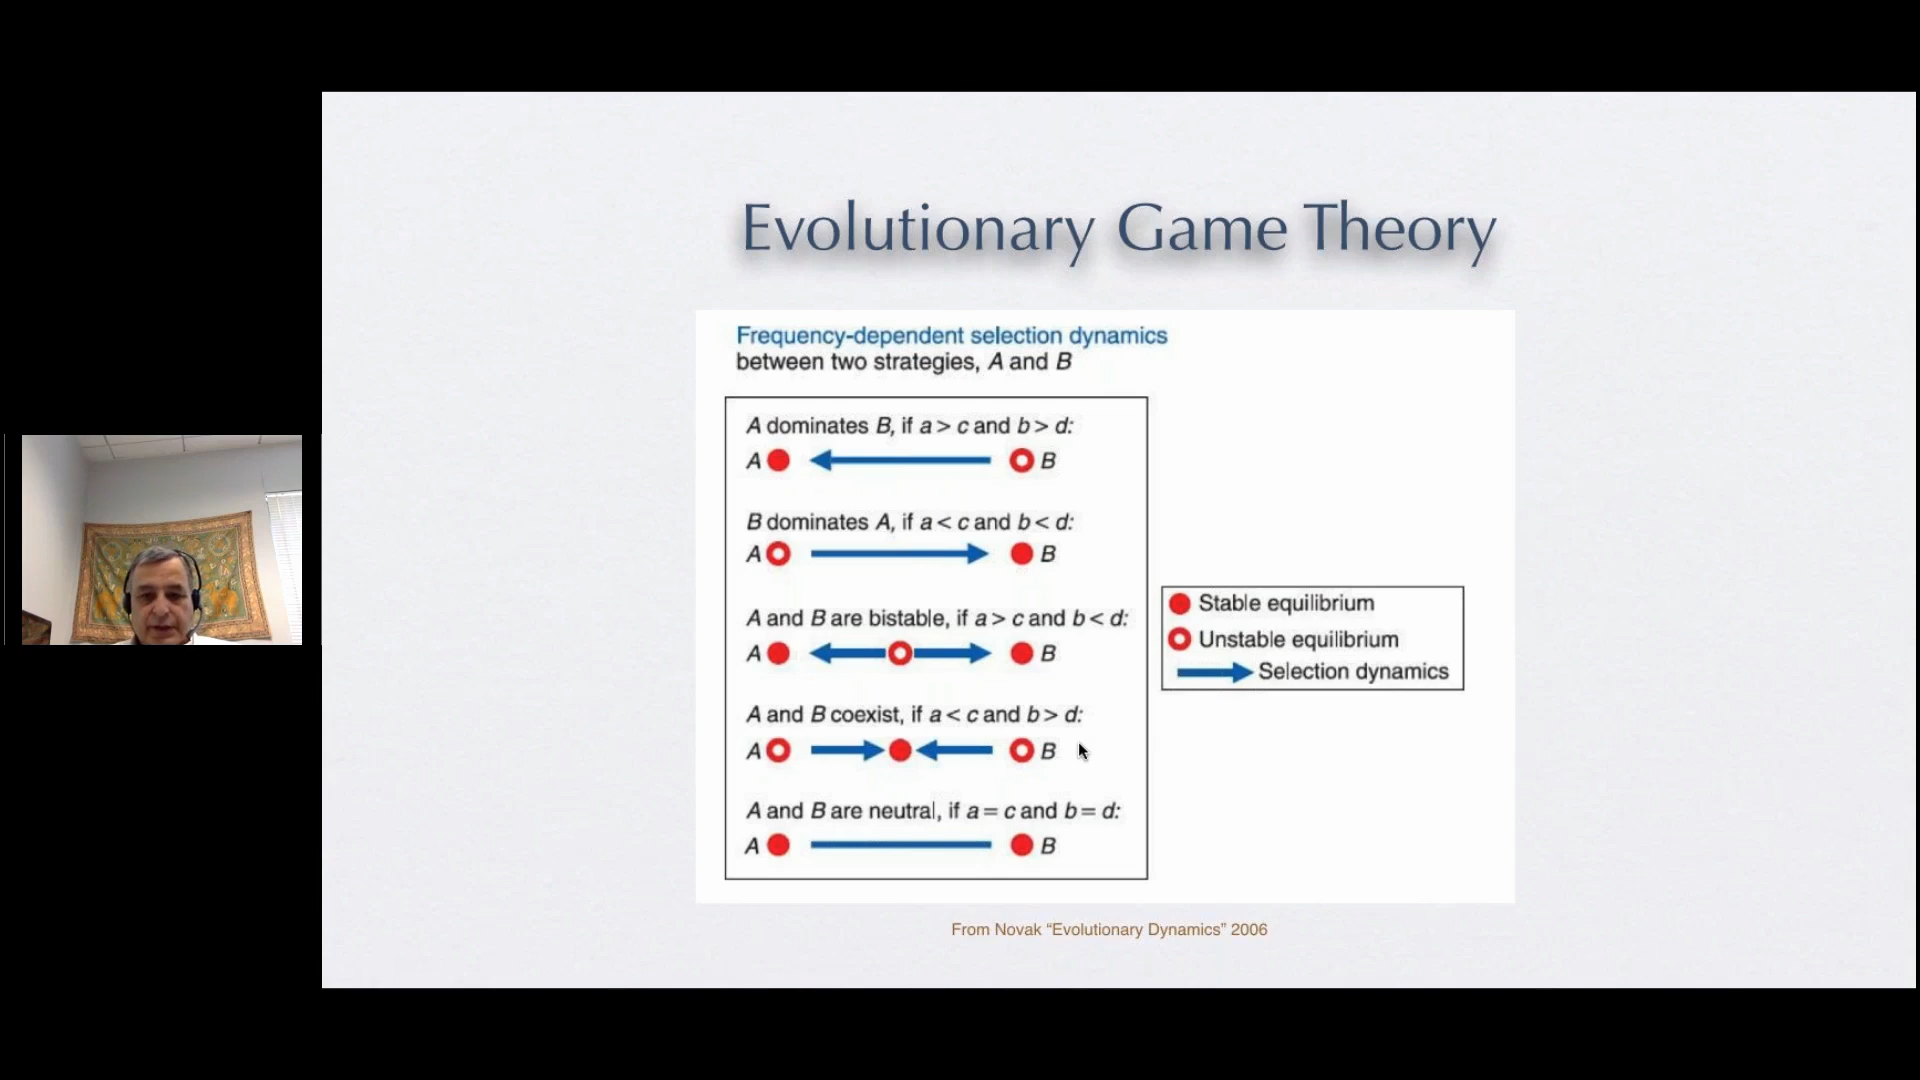 Evolutionary Game Theory
Frequency-dependent selection dynamics
between two strategies, A and B
A dominates B, if a > c and b > d:
A B
B dominates A, if a < c and b < d:
A B
A and B are bistable, if a > c and b < d:
A B
A and B coexist, if a < c and b > d:
A B
A and B are neutral, if a = c and b = d:
A B
Stable equilibrium
Unstable equilibrium
Selection dynamics
From Novak “Evolutionary Dynamics” 2006